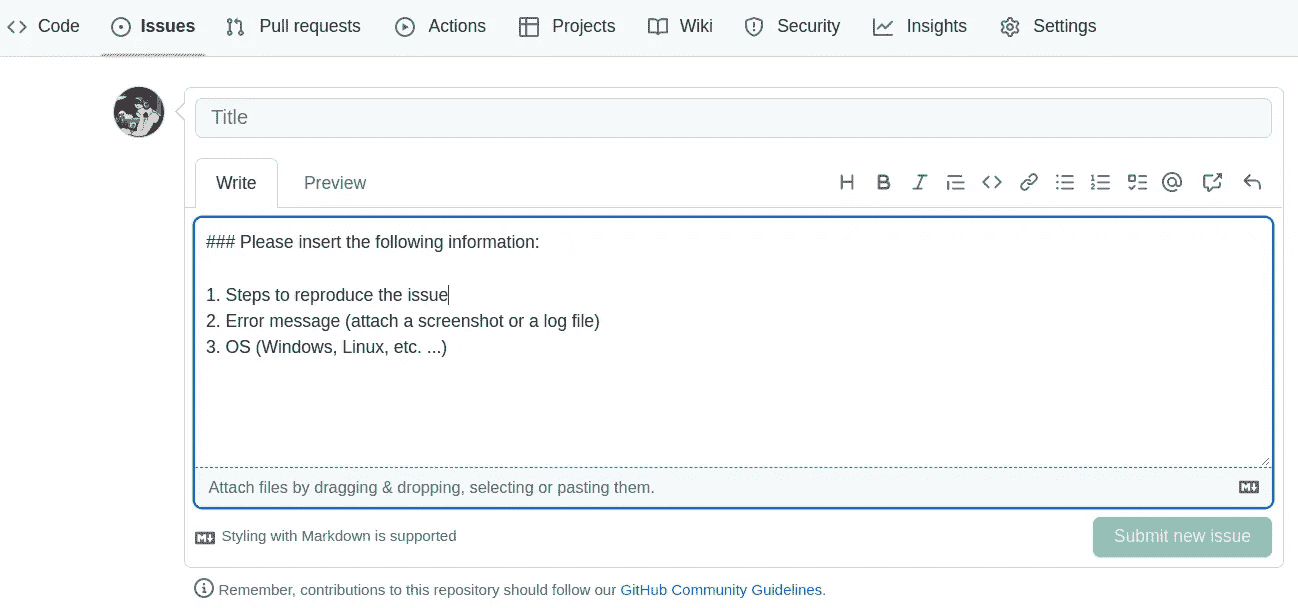 Code Issues Pull requests Actions Projects Wiki Security Insights Settings
Title
Write Preview
### Please insert the following information:
1. Steps to reproduce the issue
2. Error message (attach a screenshot or a log file)
3. OS (Windows, Linux, etc. ...)
Attach files by dragging & dropping, selecting or pasting them.
Styling with Markdown is supported
Submit new issue
Remember, contributions to this repository should follow our GitHub Community Guidelines.